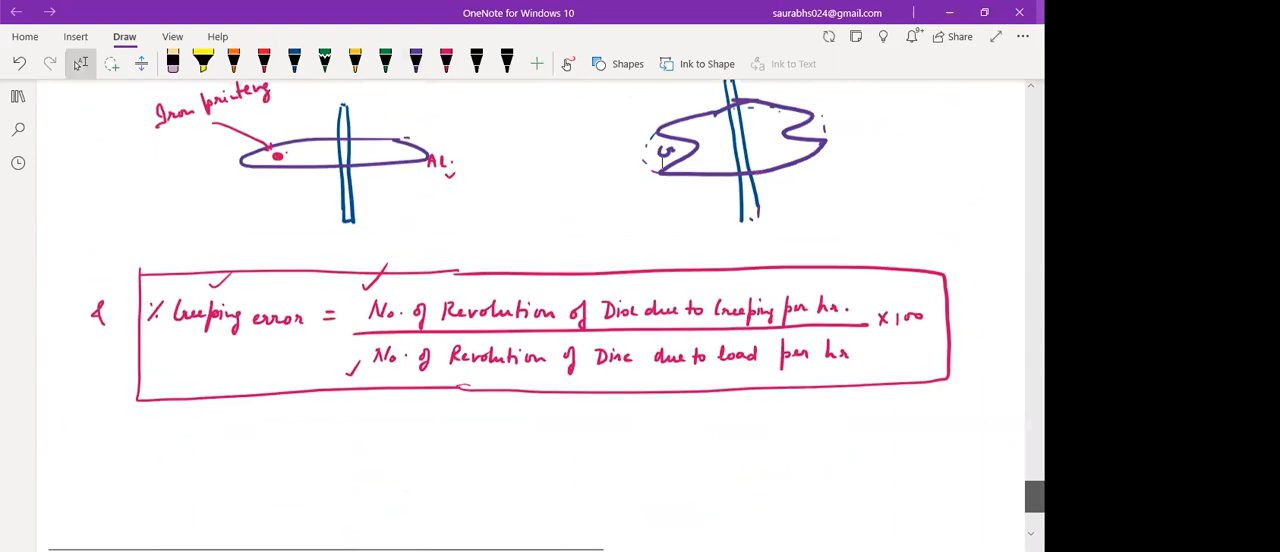 OneNote for Windows 10
saurabhs024@gmail.com
Home Insert Draw View Help
Share
Shapes Ink to Shape Ink to Text
Iron
Al.
& % Creeping error = No. of Revolution of Disc due to Creeping per hr. × 100
No. of Revolution of Disc due to load per hr